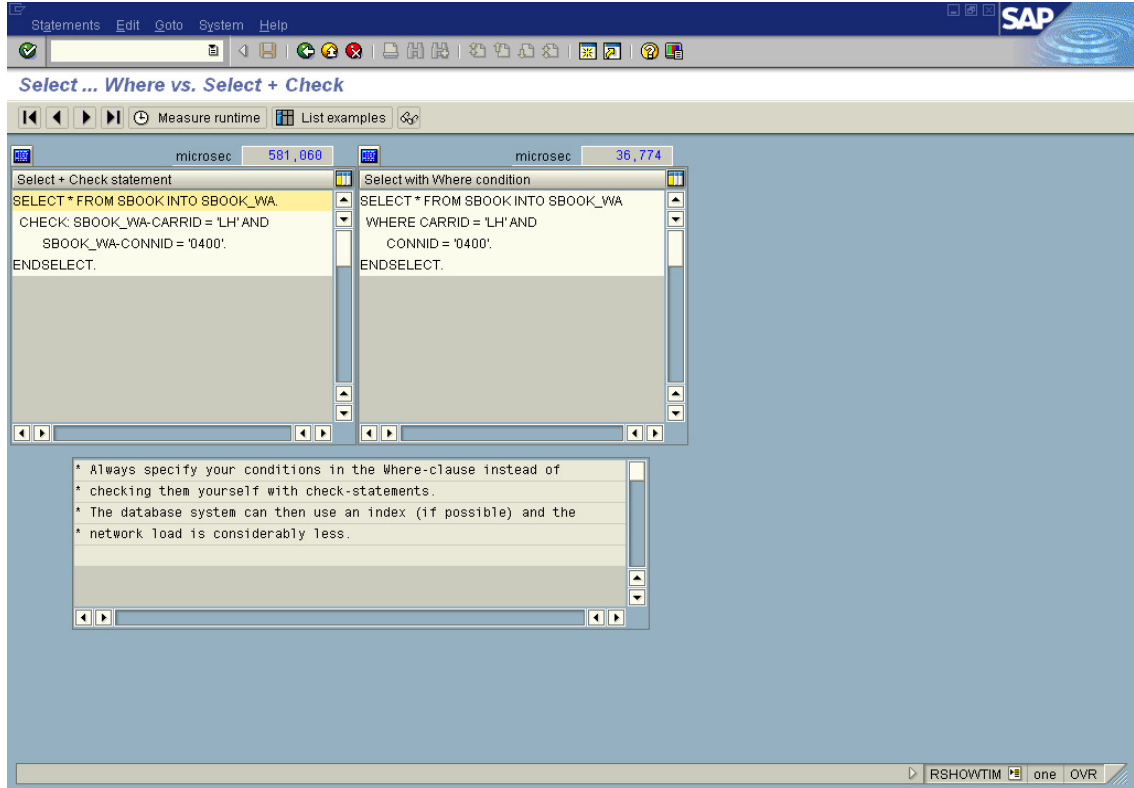 Statements Edit Goto System Help
SAP
Select ... Where vs. Select + Check
Measure runtime List examples
microsec 581,060
microsec 36,774
Select + Check statement
SELECT * FROM SBOOK INTO SBOOK_WA.
CHECK: SBOOK_WA-CARRID = 'LH' AND
SBOOK_WA-CONNID = '0400'.
ENDSELECT.
Select with Where condition
SELECT * FROM SBOOK INTO SBOOK_WA
WHERE CARRID = 'LH' AND
CONNID = '0400'.
ENDSELECT.
* Always specify your conditions in the Where-clause instead of
* checking them yourself with check-statements.
* The database system can then use an index (if possible) and the
* network load is considerably less.
RSHOWTIM one OVR